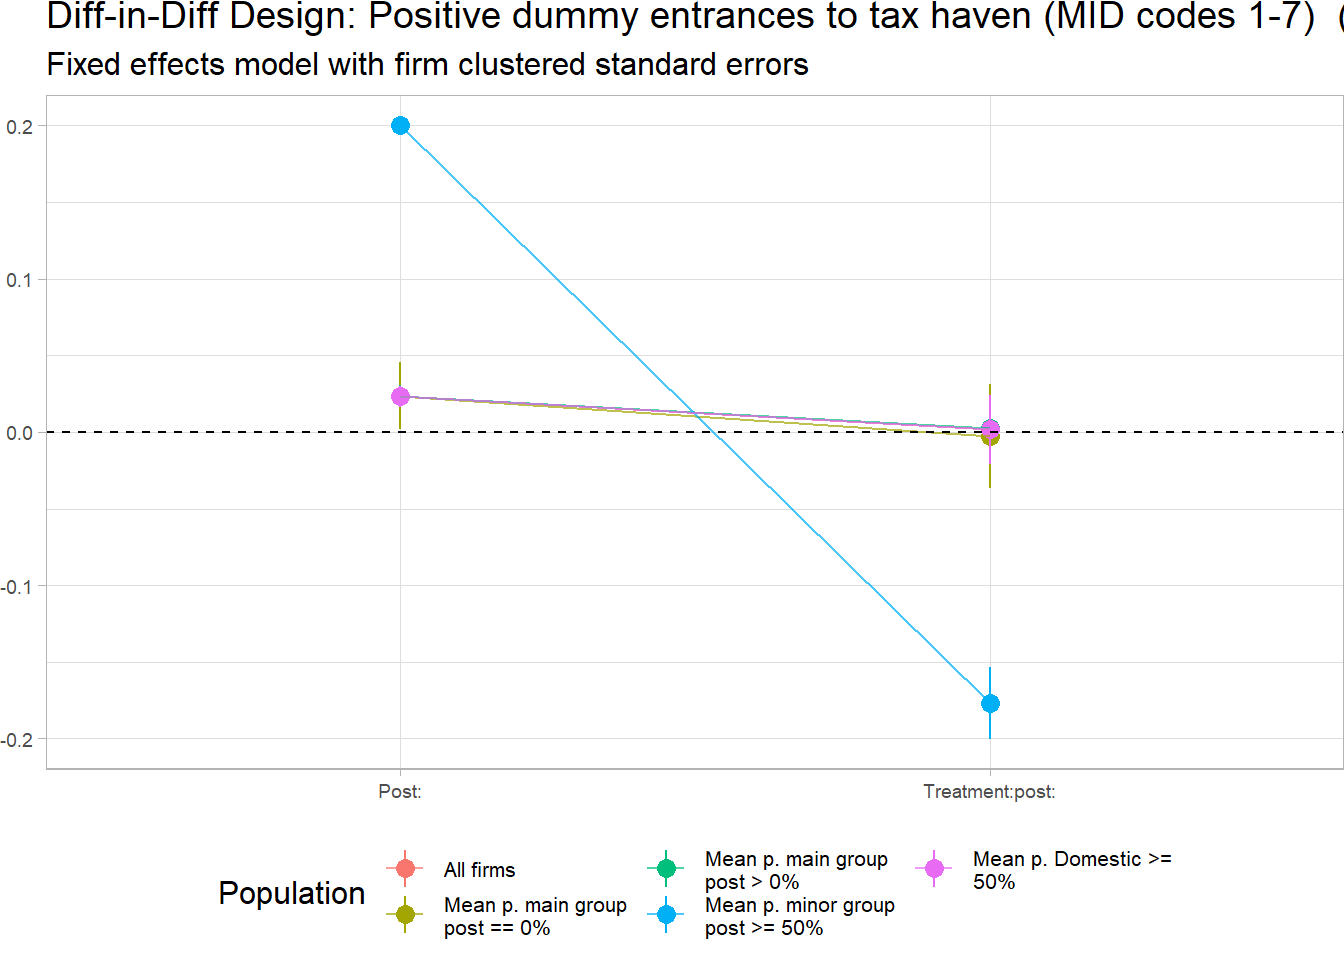 Diff-in-Diff Design: Positive dummy entrances to tax haven (MID codes 1-7) (
Fixed effects model with firm clustered standard errors
0.2
0.1
0.0
-0.1
-0.2
Post:
Treatment:post:
Population
All firms
Mean p. main group
post == 0%
Mean p. main group
post > 0%
Mean p. minor group
post >= 50%
Mean p. Domestic >=
50%